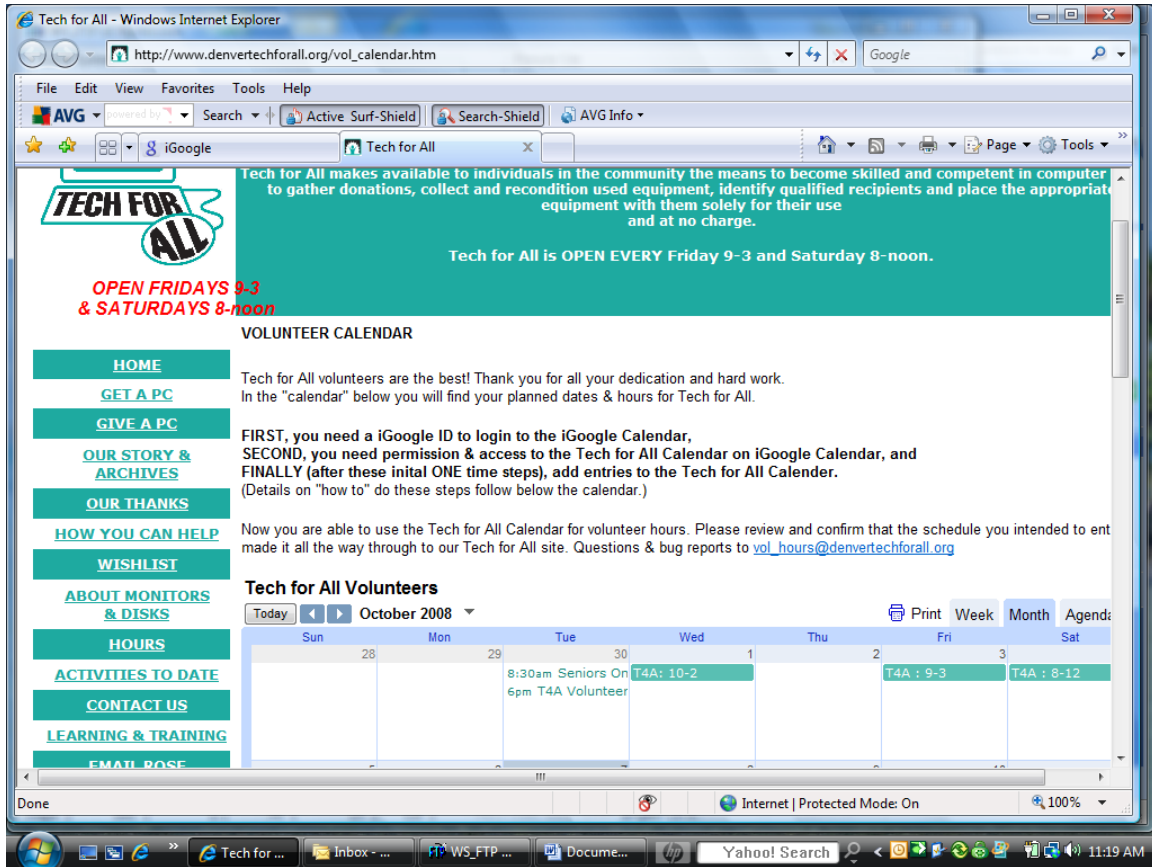 Tech for All - Windows Internet Explorer
http://www.denvertechforall.org/vol_calendar.htm
Google
File Edit View Favorites Tools Help
AVG powered by Search Active Surf-Shield Search-Shield AVG Info
iGoogle Tech for All Page Tools
TECH FOR ALL
Tech for All makes available to individuals in the community the means to become skilled and competent in computer
to gather donations, collect and recondition used equipment, identify qualified recipients and place the appropriate
equipment with them solely for their use
and at no charge.
Tech for All is OPEN EVERY Friday 9-3 and Saturday 8-noon.
OPEN FRIDAYS 9-3
& SATURDAYS 8-noon
HOME
GET A PC
GIVE A PC
OUR STORY &
ARCHIVES
OUR THANKS
HOW YOU CAN HELP
WISHLIST
ABOUT MONITORS
& DISKS
HOURS
ACTIVITIES TO DATE
CONTACT US
LEARNING & TRAINING
EMAIL ROSE
VOLUNTEER CALENDAR
Tech for All volunteers are the best! Thank you for all your dedication and hard work.
In the "calendar" below you will find your planned dates & hours for Tech for All.
FIRST, you need a iGoogle ID to login to the iGoogle Calendar,
SECOND, you need permission & access to the Tech for All Calendar on iGoogle Calendar, and
FINALLY (after these inital ONE time steps), add entries to the Tech for All Calender.
(Details on "how to" do these steps follow below the calendar.)
Now you are able to use the Tech for All Calendar for volunteer hours. Please review and confirm that the schedule you intended to ent
made it all the way through to our Tech for All site. Questions & bug reports to vol_hours@denvertechforall.org
Tech for All Volunteers
Today October 2008 Print Week Month Agenda
Sun Mon Tue Wed Thu Fri Sat
28 29 30 1 2 3
8:30am Seniors On T4A: 10-2 T4A : 9-3 T4A : 8-12
6pm T4A Volunteer
Done Internet | Protected Mode: On 100%
Tech for ... Inbox - ... WS_FTP ... Docume... hp Yahoo! Search 11:19 AM